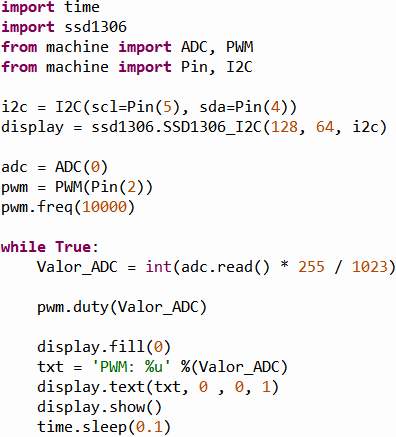 import time
import ssd1306
from machine import ADC, PWM
from machine import Pin, I2C

i2c = I2C(scl=Pin(5), sda=Pin(4))
display = ssd1306.SSD1306_I2C(128, 64, i2c)

adc = ADC(0)
pwm = PWM(Pin(2))
pwm.freq(10000)

while True:
    Valor_ADC = int(adc.read() * 255 / 1023)

    pwm.duty(Valor_ADC)

    display.fill(0)
    txt = 'PWM: %u' %(Valor_ADC)
    display.text(txt, 0 , 0, 1)
    display.show()
    time.sleep(0.1)